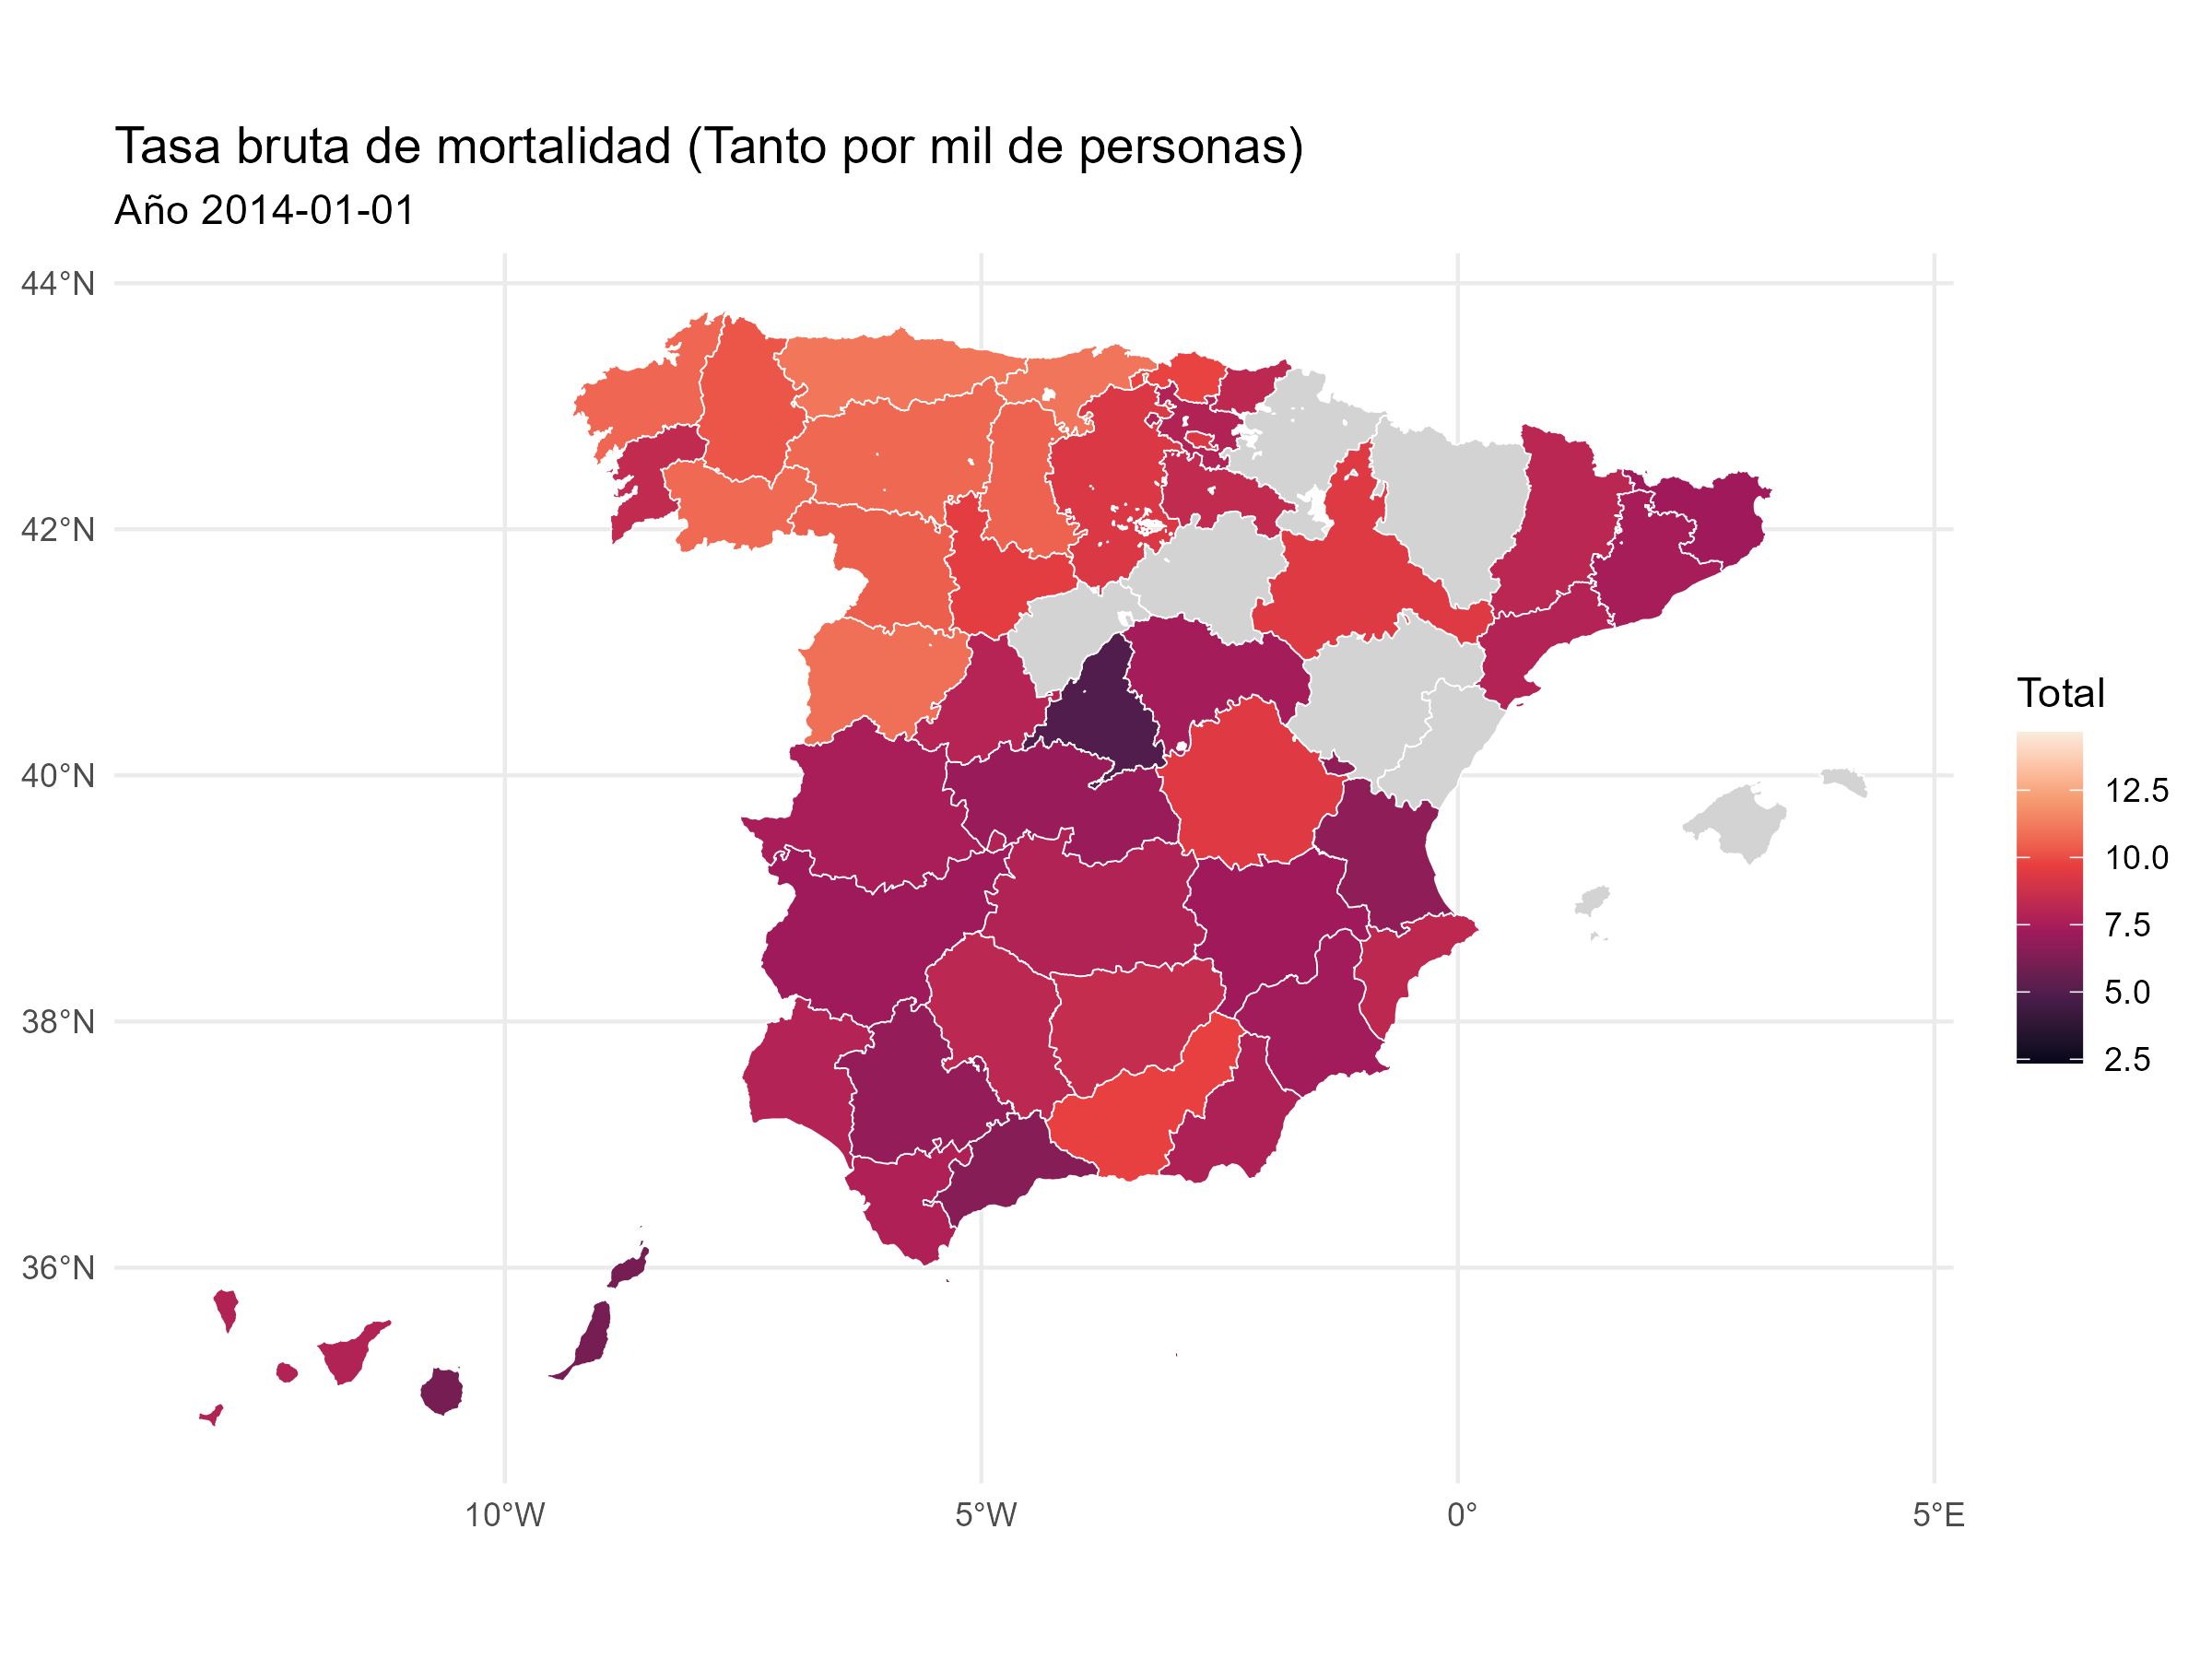 Tasa bruta de mortalidad (Tanto por mil de personas)
Año 2014-01-01
44°N
42°N
40°N
38°N
36°N
10°W
5°W
0°
5°E
Total
12.5
10.0
7.5
5.0
2.5